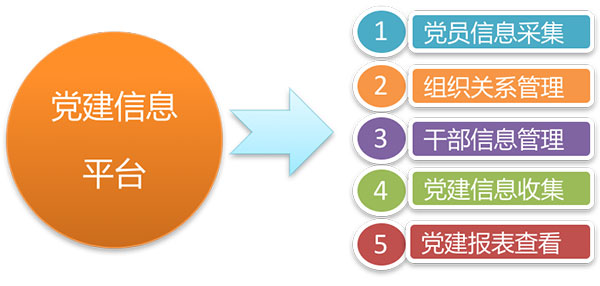 党建信息
平台
1 党员信息采集
2 组织关系管理
3 干部信息管理
4 党建信息收集
5 党建报表查看